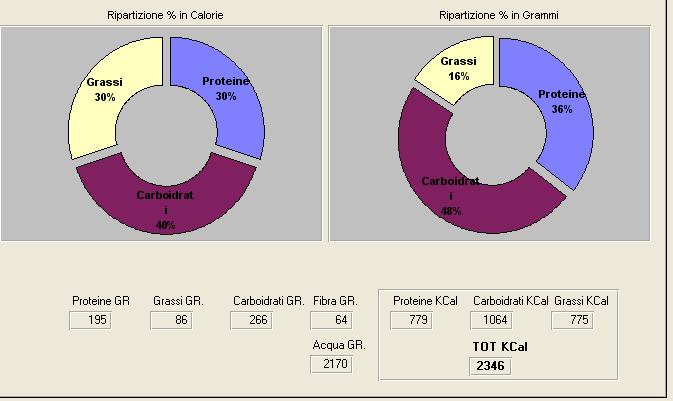 Ripartizione % in Calorie
Grassi
30%
Proteine
30%
Carboidrat
i
40%
Ripartizione % in Grammi
Grassi
16%
Proteine
36%
Carboidrat
i
48%
Proteine GR Grassi GR. Carboidrati GR. Fibra GR. Proteine KCal Carboidrati KCal Grassi KCal
195 86 266 64 779 1064 775
Acqua GR. TOT KCal
2170 2346